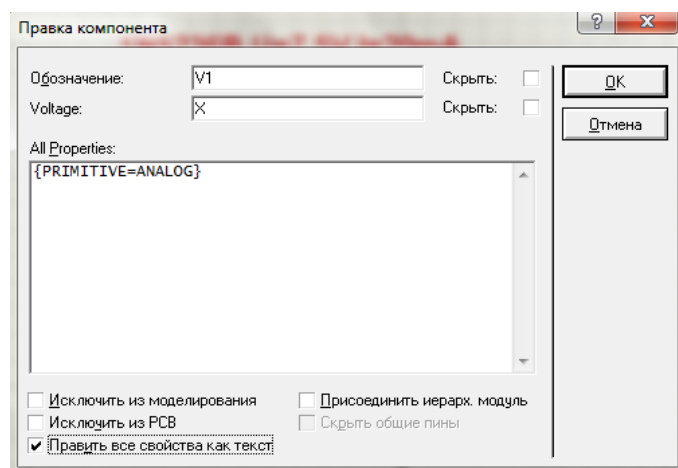 Правка компонента
Обозначение: V1 Скрыть:
Voltage: X Скрыть:
All Properties:
{PRIMITIVE=ANALOG}
OK
Отмена
Исключить из моделирования Присоединить иерарх. модуль
Исключить из PCB Скрыть общие пины
Править все свойства как текст